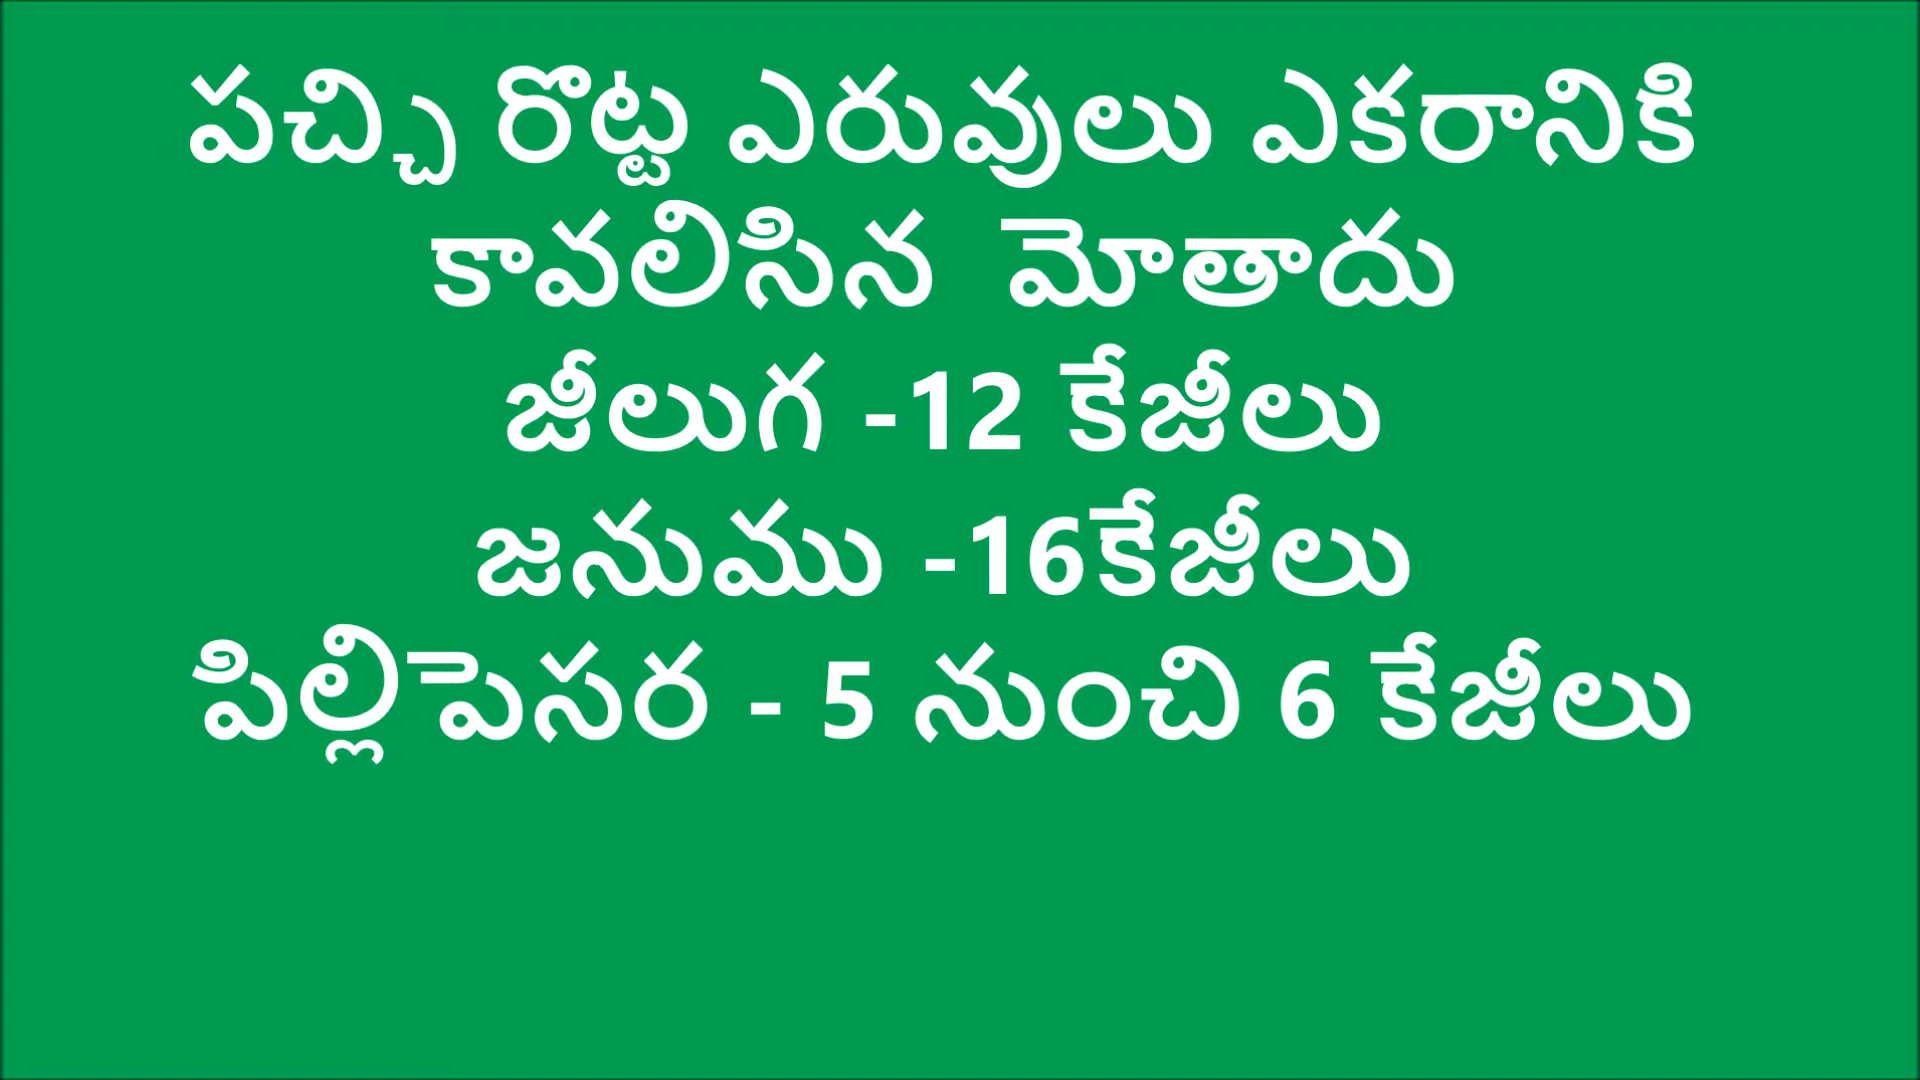 పచ్చి రొట్ట ఎరువులు ఎకరానికి
కావలిసిన మోతాదు
జీలుగ -12 కేజీలు
జనుము -16కేజీలు
పిల్లిపెసర - 5 నుంచి 6 కేజీలు